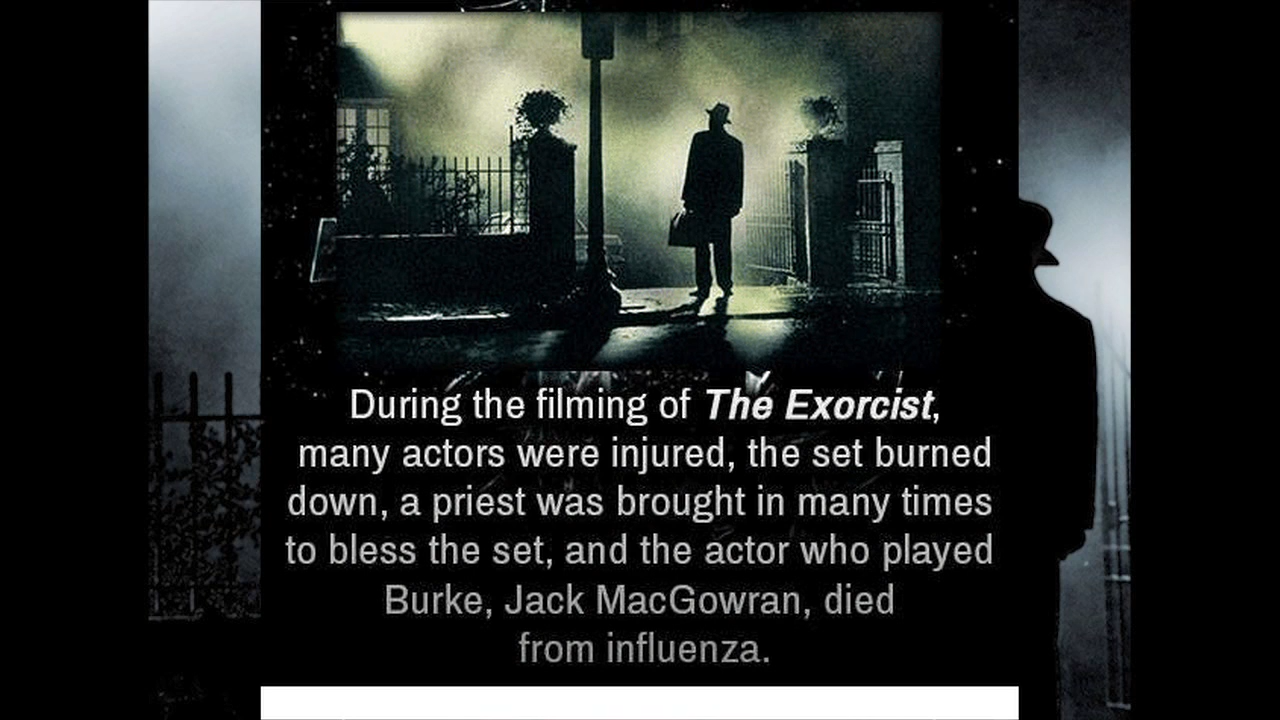 During the filming of The Exorcist,
many actors were injured, the set burned
down, a priest was brought in many times
to bless the set, and the actor who played
Burke, Jack MacGowran, died
from influenza.